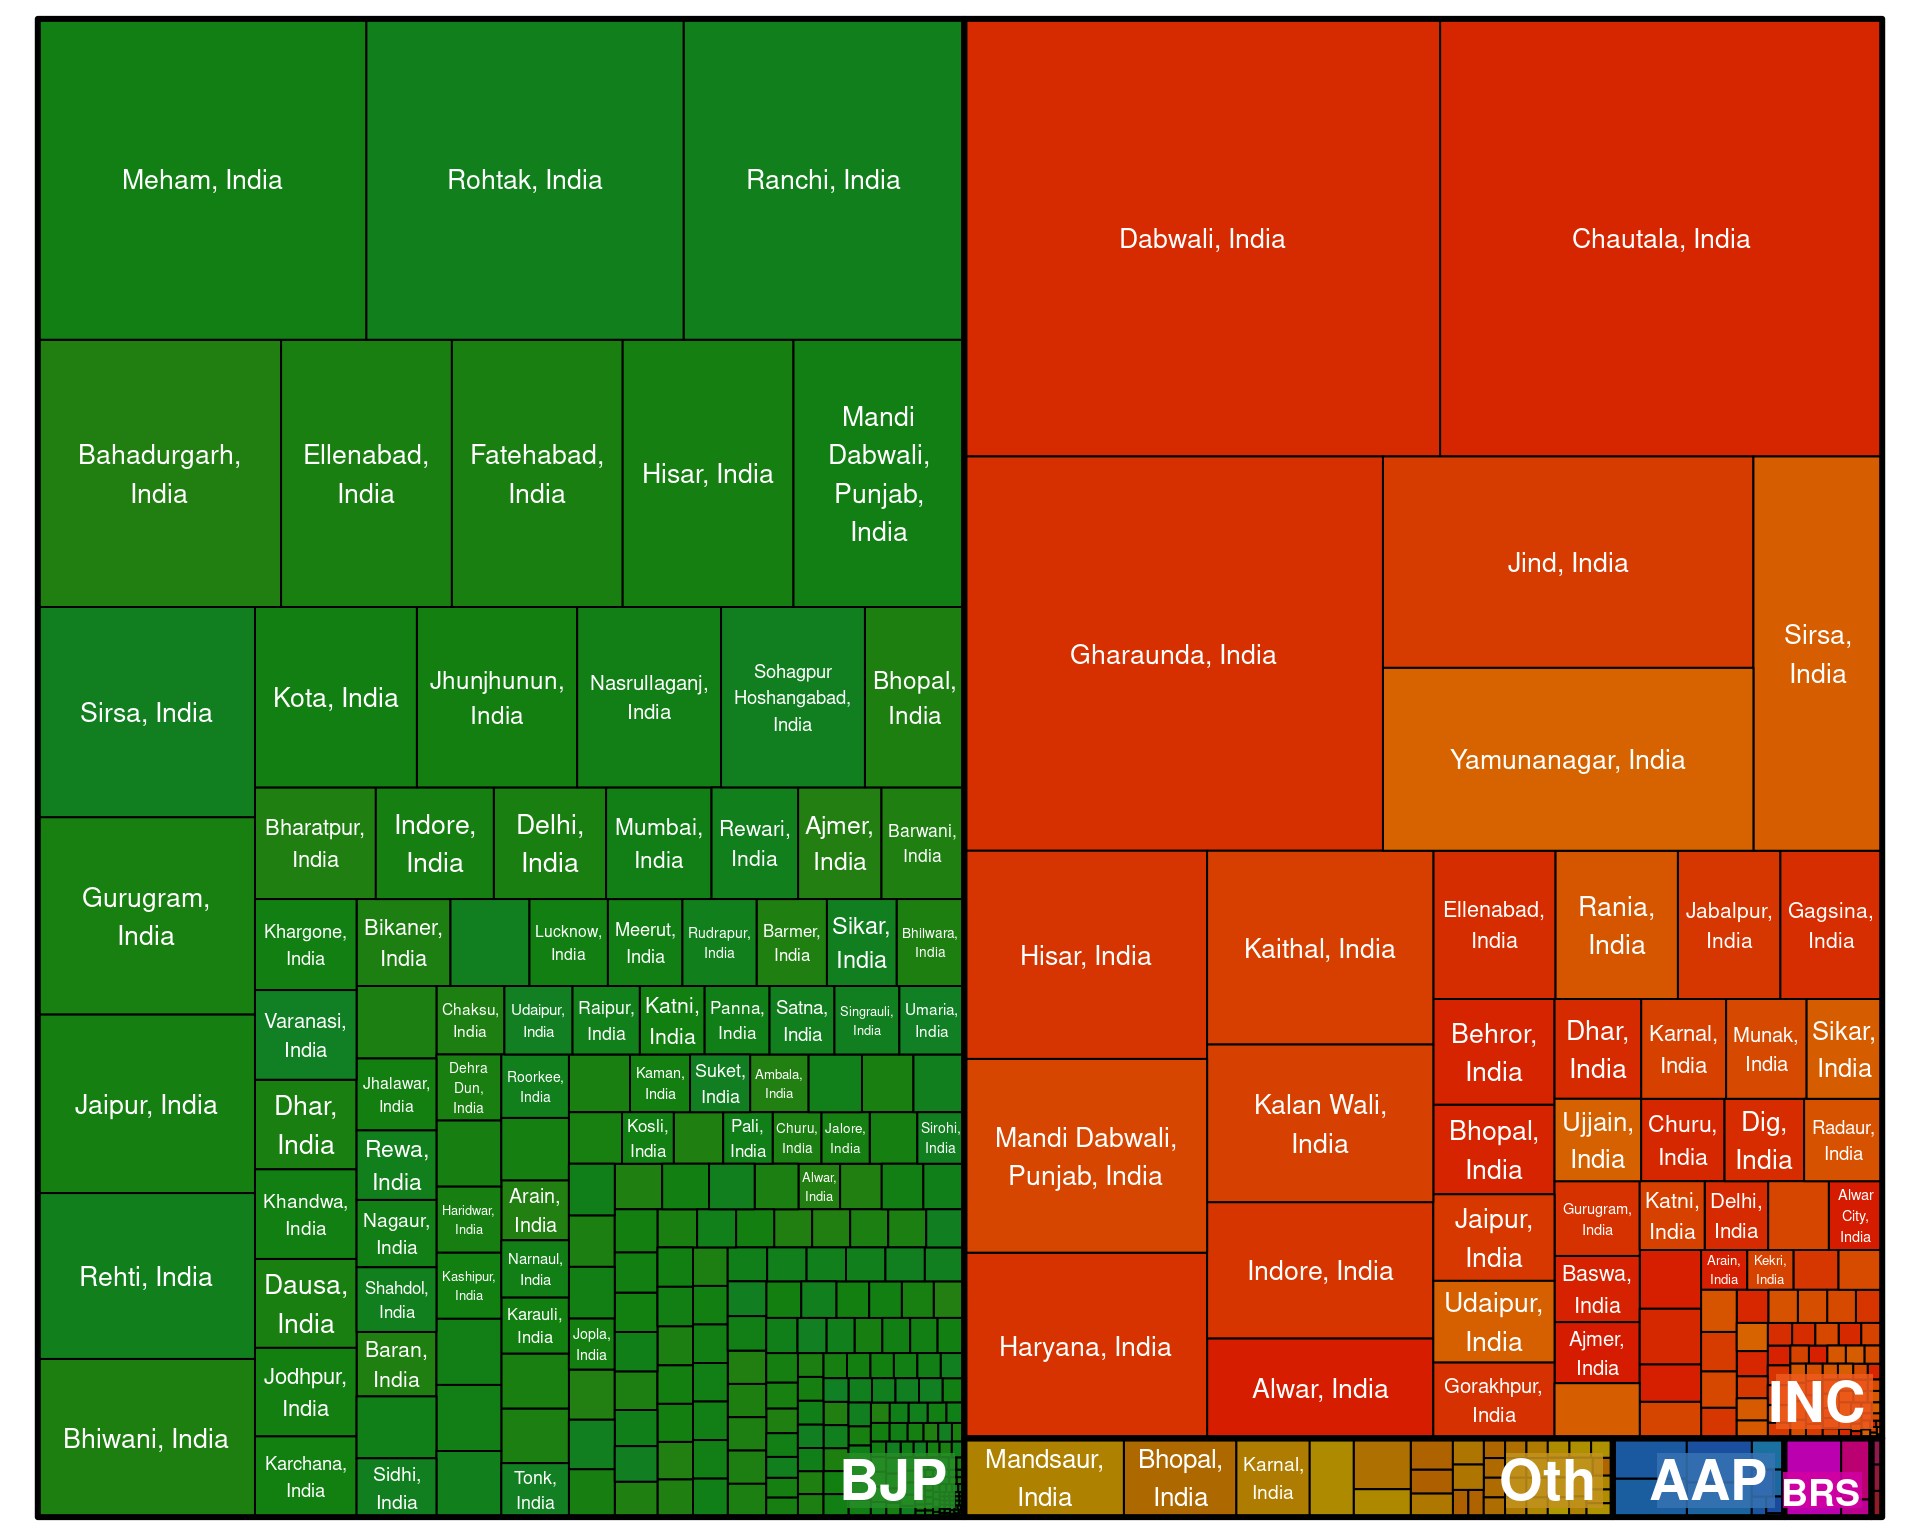 Meham, India
Rohtak, India
Ranchi, India
Bahadurgarh,
India
Ellenabad,
India
Fatehabad,
India
Hisar, India
Mandi
Dabwali,
Punjab,
India
Sirsa, India
Kota, India
Jhunjhunun,
India
Nasrullaganj,
India
Sohagpur
Hoshangabad,
India
Bhopal,
India
Gurugram,
India
Bharatpur,
India
Indore,
India
Delhi,
India
Mumbai,
India
Rewari,
India
Ajmer,
India
Barwani,
India
Khargone,
India
Bikaner,
India
Lucknow,
India
Meerut,
India
Rudrapur,
India
Barmer,
India
Sikar,
India
Bhilwara,
India
Jaipur, India
Varanasi,
India
Chaksu,
India
Udaipur,
India
Raipur,
India
Katni,
India
Panna,
India
Satna,
India
Singrauli,
India
Umaria,
India
Dhar,
India
Jhalawar,
India
Dehra
Dun,
India
Roorkee,
India
Kaman,
India
Suket,
India
Ambala,
India
Rewa,
India
Kosli,
India
Pali,
India
Churu,
India
Jalore,
India
Sirohi,
India
Rehti, India
Khandwa,
India
Nagaur,
India
Haridwar,
India
Arain,
India
Alwar,
India
Dausa,
India
Shahdol,
India
Kashipur,
India
Narnaul,
India
Karauli,
India
Jopla,
India
Bhiwani, India
Jodhpur,
India
Baran,
India
Karchana,
India
Sidhi,
India
Tonk,
India
BJP
Dabwali, India
Chautala, India
Gharaunda, India
Jind, India
Yamunanagar, India
Sirsa,
India
Hisar, India
Kaithal, India
Ellenabad,
India
Rania,
India
Jabalpur,
India
Gagsina,
India
Behror,
India
Dhar,
India
Karnal,
India
Munak,
India
Sikar,
India
Mandi Dabwali,
Punjab, India
Kalan Wali,
India
Bhopal,
India
Ujjain,
India
Churu,
India
Dig,
India
Radaur,
India
Jaipur,
India
Gurugram,
India
Katni,
India
Delhi,
India
Alwar
City,
India
Haryana, India
Indore, India
Udaipur,
India
Baswa,
India
Arain,
India
Kekri,
India
Alwar, India
Gorakhpur,
India
Ajmer,
India
INC
Mandsaur,
India
Bhopal,
India
Karnal,
India
Oth
AAP
BRS